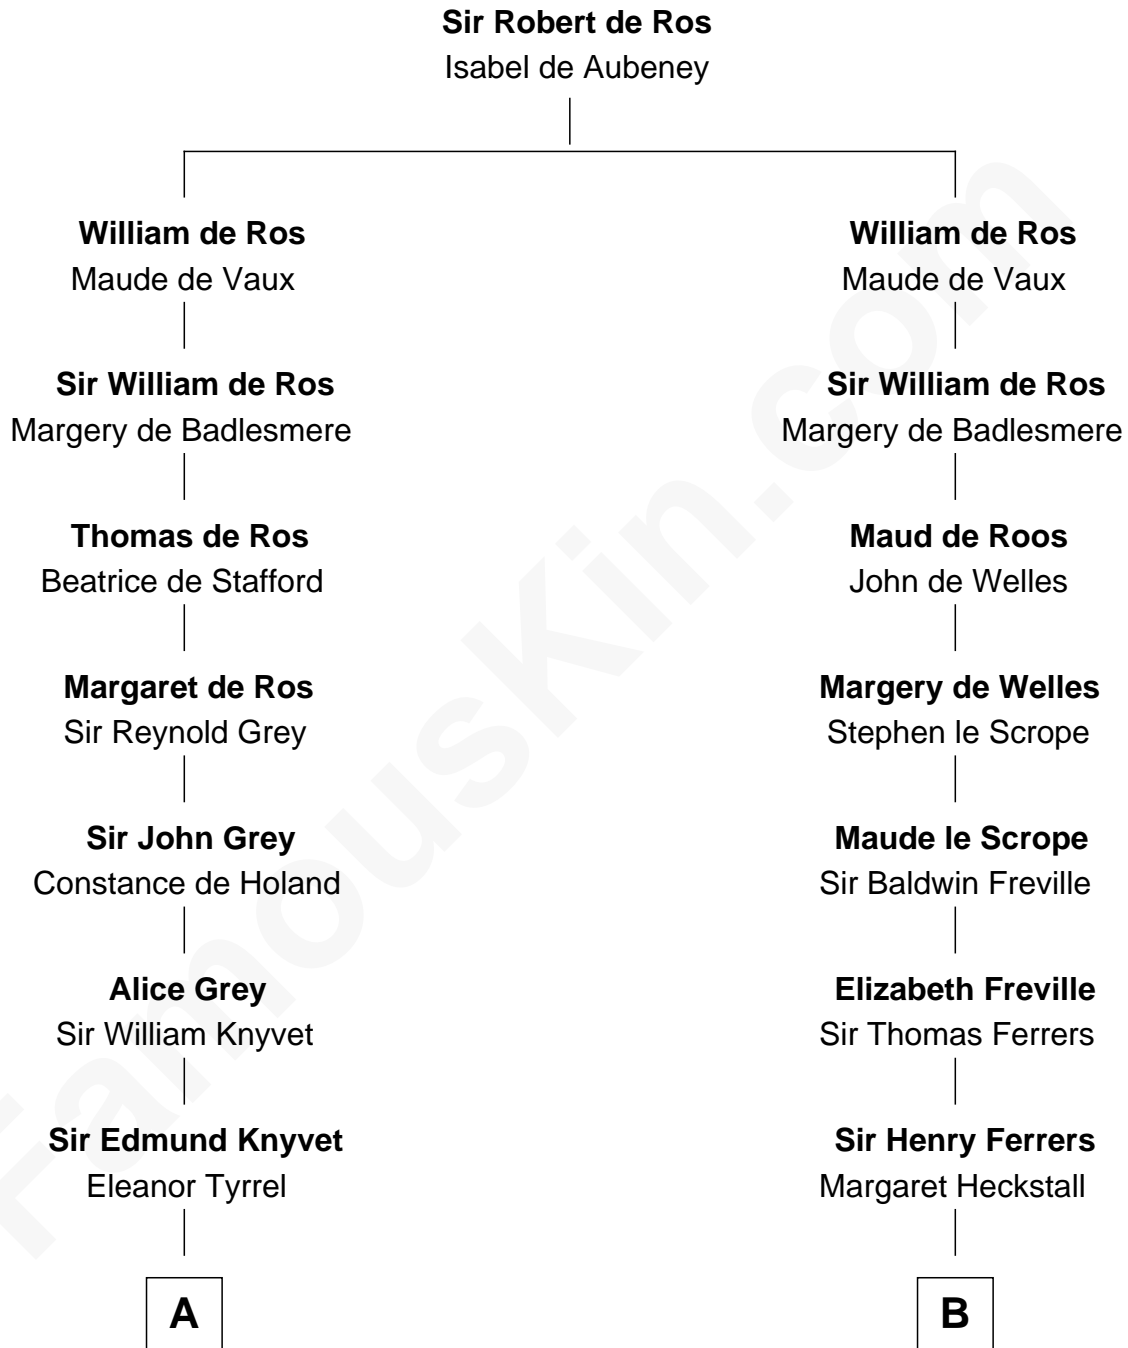 Sir Robert de Ros
Isabel de Aubeney
William de Ros
Maude de Vaux
Sir William de Ros
Margery de Badlesmere
Thomas de Ros
Beatrice de Stafford
Margaret de Ros
Sir Reynold Grey
Sir John Grey
Constance de Holand
Alice Grey
Sir William Knyvet
Sir Edmund Knyvet
Eleanor Tyrrel
A
William de Ros
Maude de Vaux
Sir William de Ros
Margery de Badlesmere
Maud de Roos
John de Welles
Margery de Welles
Stephen le Scrope
Maude le Scrope
Sir Baldwin Freville
Elizabeth Freville
Sir Thomas Ferrers
Sir Henry Ferrers
Margaret Heckstall
B
FamousKin.com